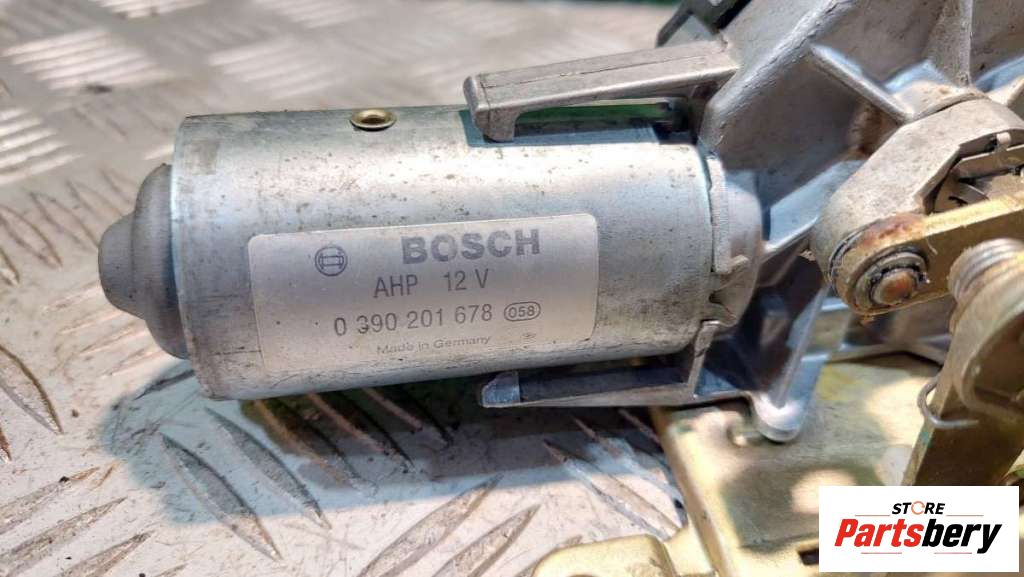 BOSCH
AHP 12 V
0 390 201 678 058
Made in Germany
STORE
Partsbery